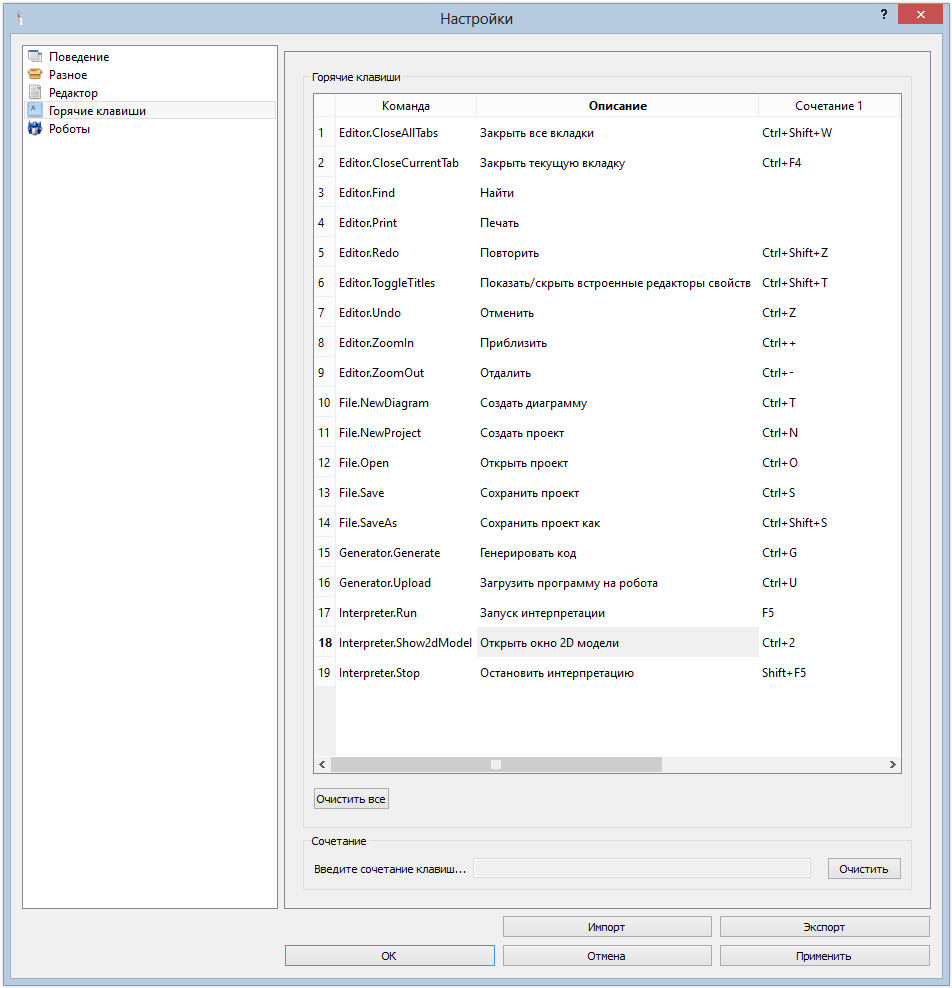 Настройки
?
Поведение
Разное
Редактор
Горячие клавиши
Роботы
Горячие клавиши
Команда Описание Сочетание 1
1 Editor.CloseAllTabs Закрыть все вкладки Ctrl+Shift+W
2 Editor.CloseCurrentTab Закрыть текущую вкладку Ctrl+F4
3 Editor.Find Найти
4 Editor.Print Печать
5 Editor.Redo Повторить Ctrl+Shift+Z
6 Editor.ToggleTitles Показать/скрыть встроенные редакторы свойств Ctrl+Shift+T
7 Editor.Undo Отменить Ctrl+Z
8 Editor.ZoomIn Приблизить Ctrl++
9 Editor.ZoomOut Отдалить Ctrl+-
10 File.NewDiagram Создать диаграмму Ctrl+T
11 File.NewProject Создать проект Ctrl+N
12 File.Open Открыть проект Ctrl+O
13 File.Save Сохранить проект Ctrl+S
14 File.SaveAs Сохранить проект как Ctrl+Shift+S
15 Generator.Generate Генерировать код Ctrl+G
16 Generator.Upload Загрузить программу на робота Ctrl+U
17 Interpreter.Run Запуск интерпретации F5
18 Interpreter.Show2dModel Открыть окно 2D модели Ctrl+2
19 Interpreter.Stop Остановить интерпретацию Shift+F5
Очистить все
Сочетание
Введите сочетание клавиш... Очистить
Импорт Экспорт
ОК Отмена Применить